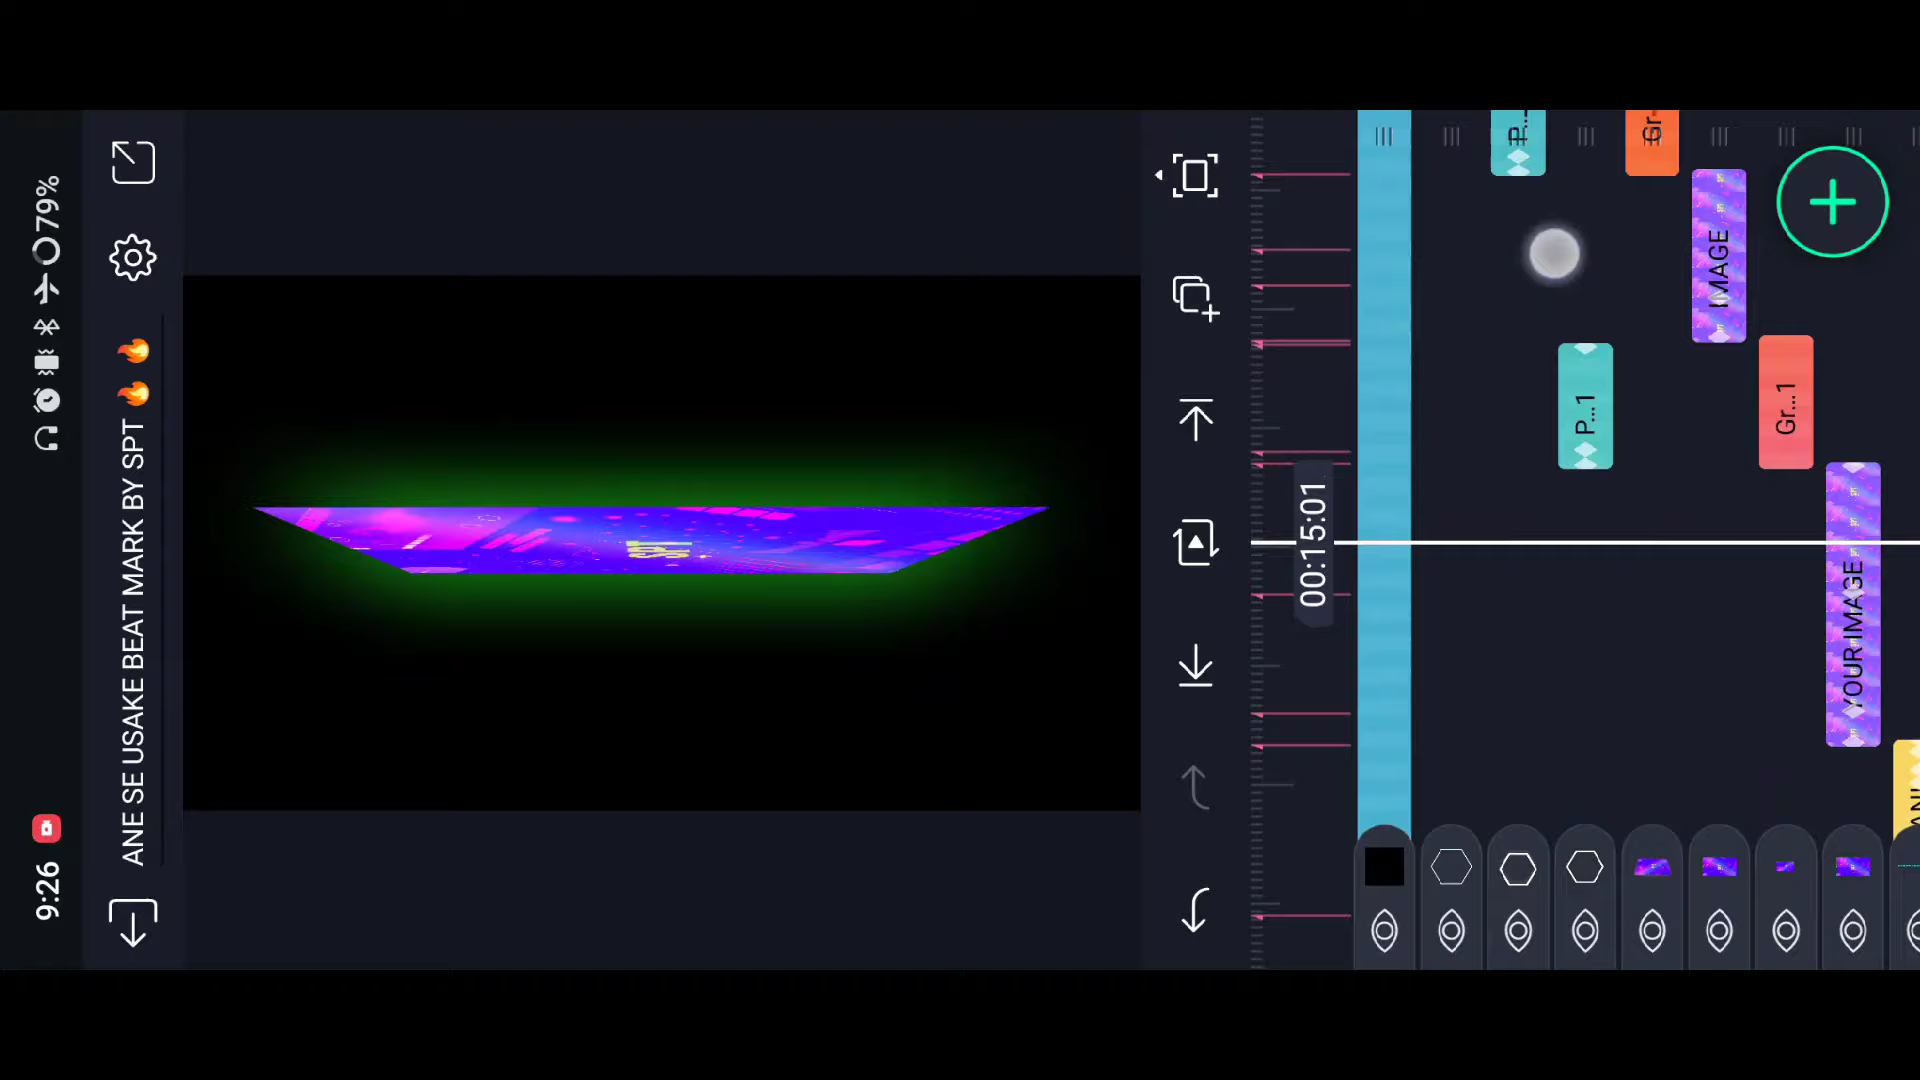 9:26
79%
ANE SE USAKE BEAT MARK BY SPT 🔥 🔥
SPT
00:15:01
P...
Gr
IMAGE
P...1
Gr...1
YOUR IMAGE